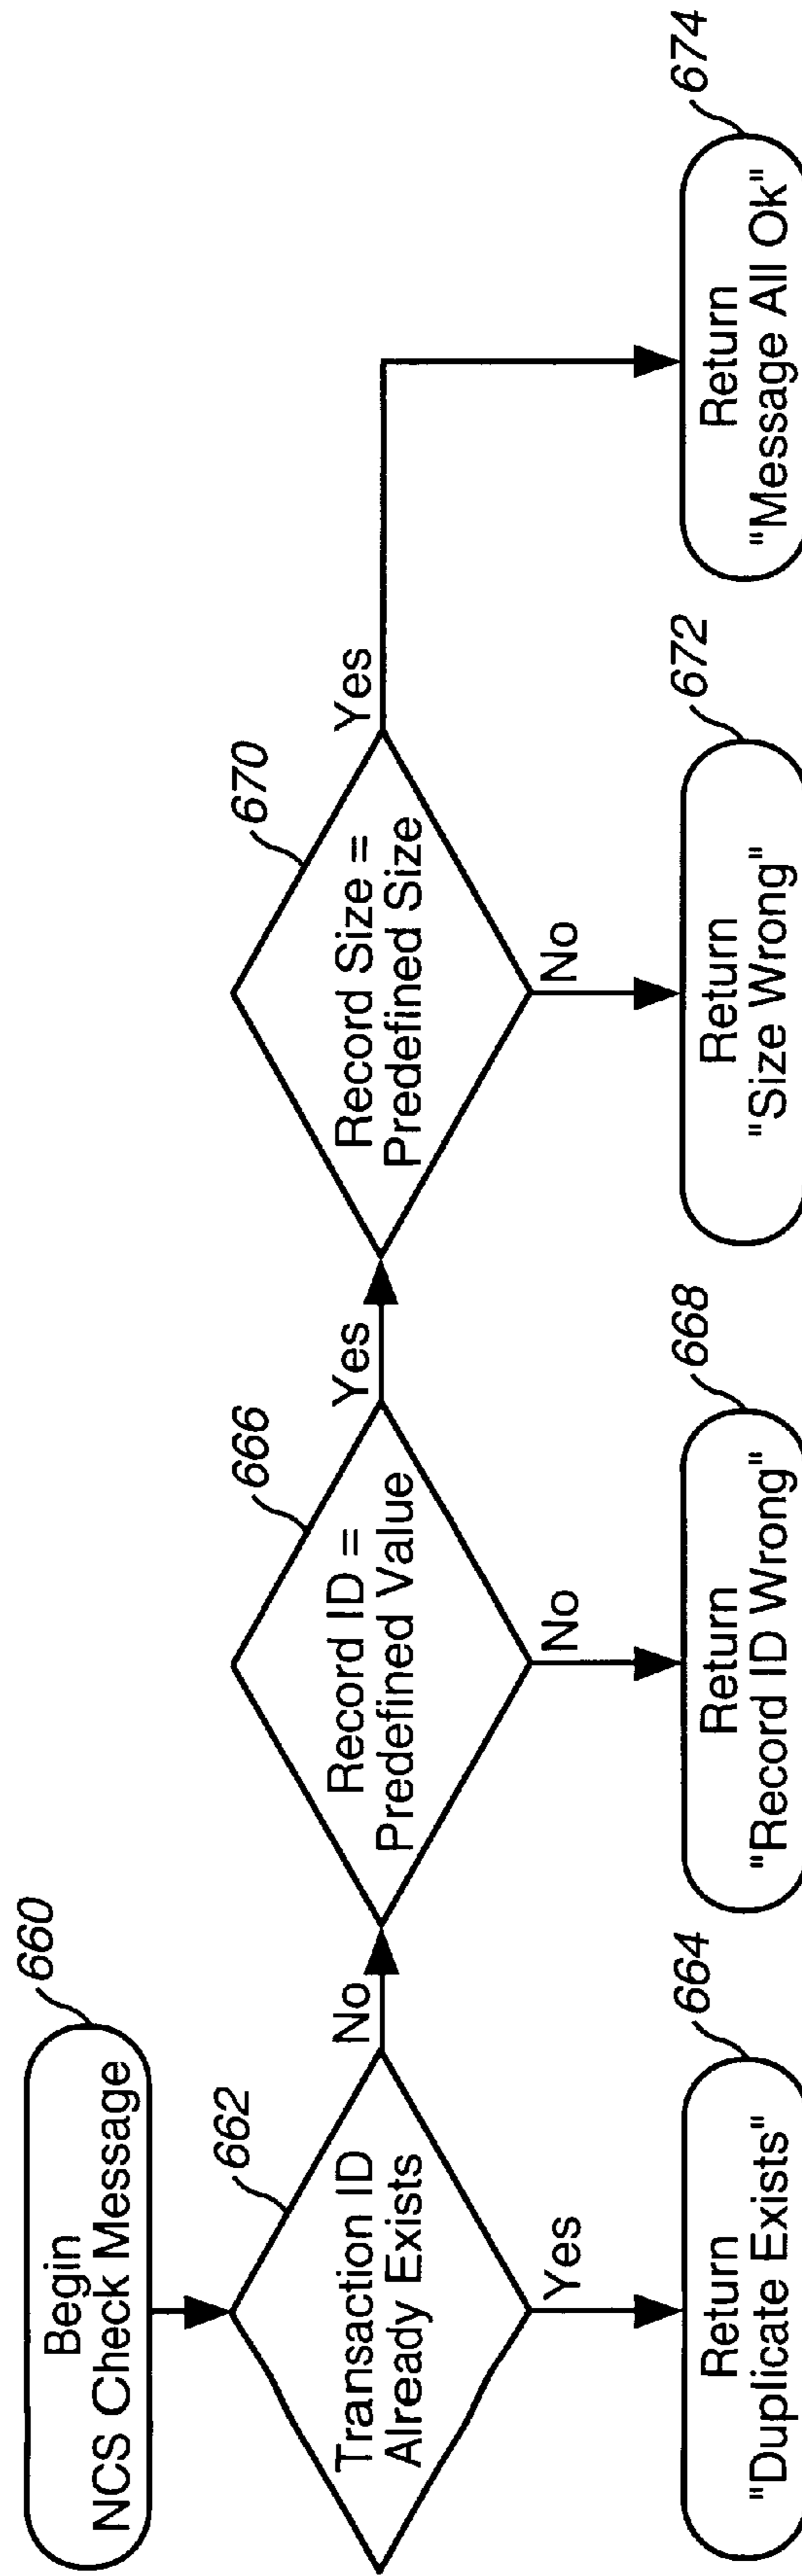 Begin
NCS Check Message
660
Transaction ID
Already Exists
662
No
Yes
Return
"Duplicate Exists"
664
Record ID =
Predefined Value
666
Yes
No
Return
"Record ID Wrong"
668
Record Size =
Predefined Size
670
Yes
No
Return
"Size Wrong"
672
Return
"Message All Ok"
674